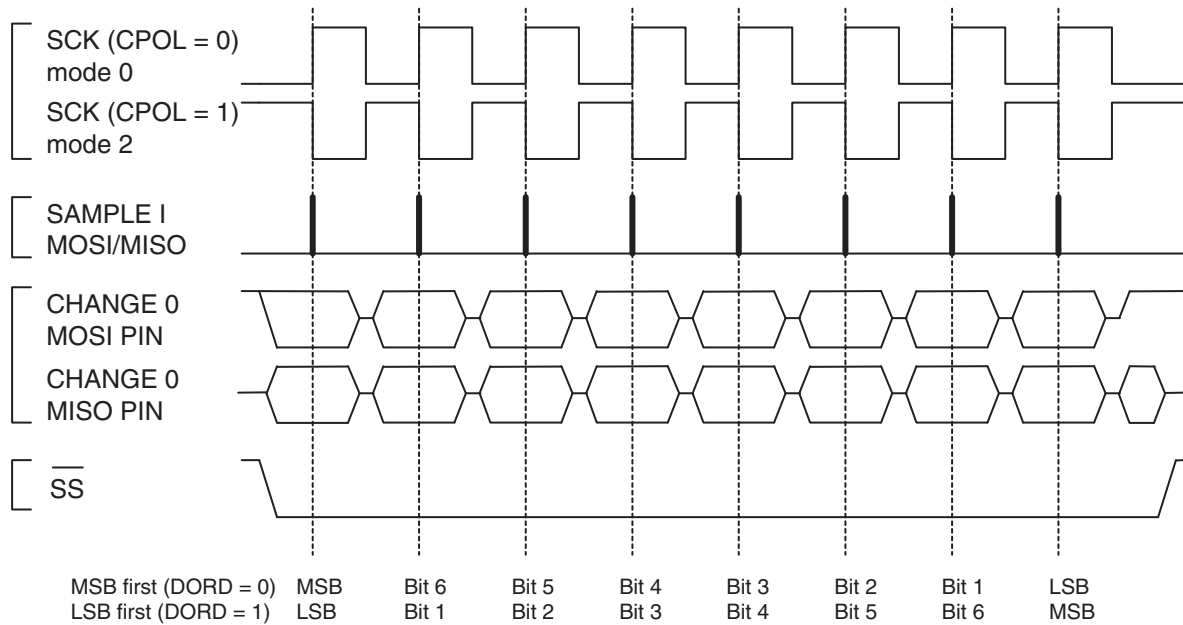 SCK (CPOL = 0)
mode 0
SCK (CPOL = 1)
mode 2
SAMPLE I
MOSI/MISO
CHANGE 0
MOSI PIN
CHANGE 0
MISO PIN
SS
MSB first (DORD = 0) MSB Bit 6 Bit 5 Bit 4 Bit 3 Bit 2 Bit 1 LSB
LSB first (DORD = 1) LSB Bit 1 Bit 2 Bit 3 Bit 4 Bit 5 Bit 6 MSB